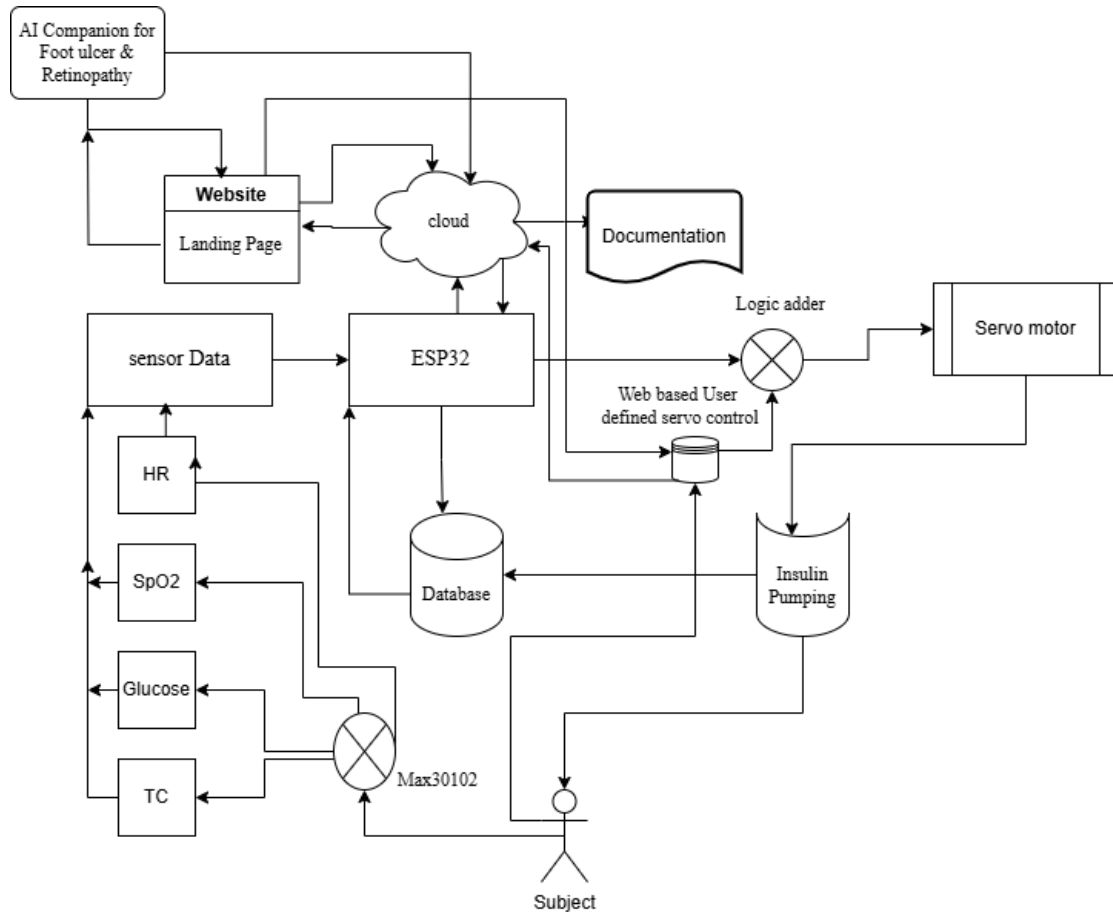 AI Companion for
Foot ulcer &
Retinopathy
Website
Landing Page
cloud
Documentation
Logic adder
Servo motor
sensor Data
ESP32
Web based User
defined servo control
HR
SpO2
Database
Insulin
Pumping
Glucose
TC
Max30102
Subject